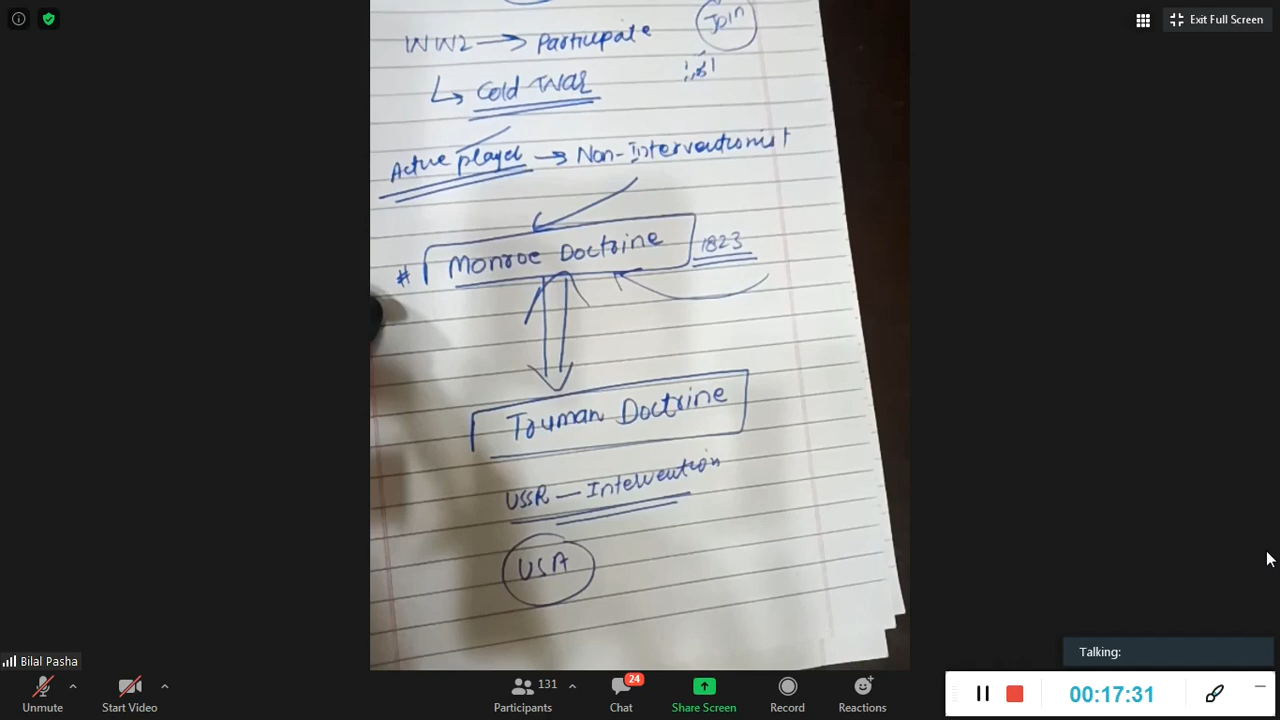 Exit Full Screen
Join
WW2 → Participate
↳ Cold War
Active player → Non-Interventionist
# Monroe Doctrine 1823
Truman Doctrine
USSR — Intervention
USA
Bilal Pasha
Talking:
Unmute
Start Video
131
Participants
24
Chat
Share Screen
Record
Reactions
00:17:31